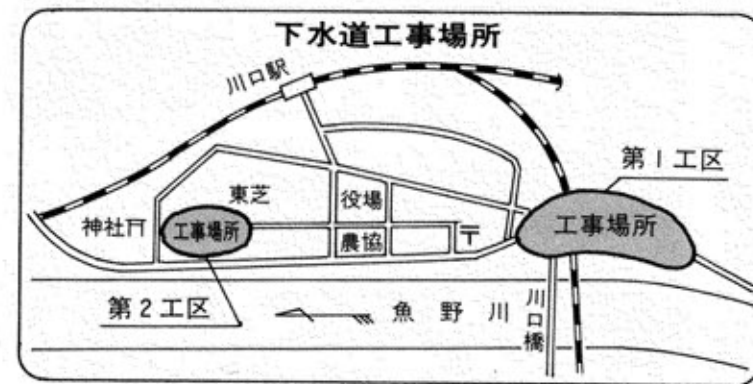 下水道工事場所
川口駅
第1工区
東芝
役場
神社
工事場所
工事場所
農協
〒
第2工区
魚野川
川口橋